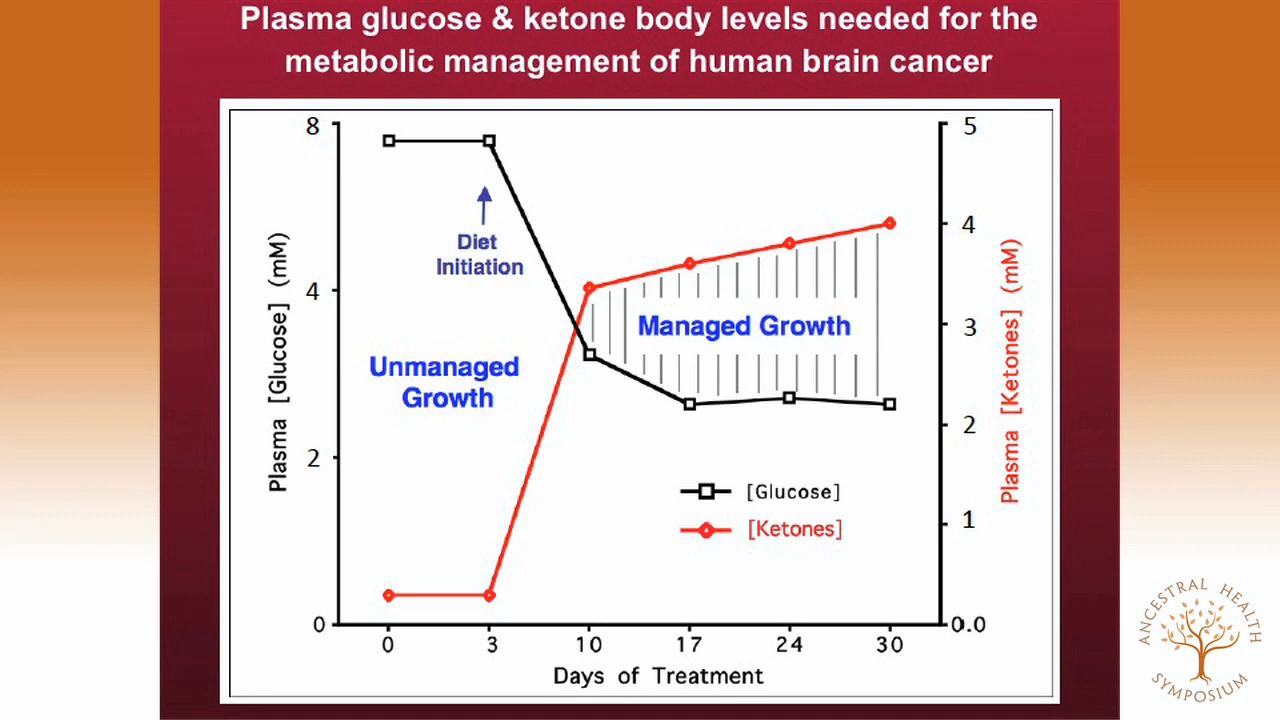 Plasma glucose & ketone body levels needed for the
metabolic management of human brain cancer
8
4
2
0
Plasma [Glucose] (mM)
5
4
3
2
1
0.0
Plasma [Ketones] (mM)
Diet
Initiation
Unmanaged
Growth
Managed Growth
[Glucose]
[Ketones]
0 3 10 17 24 30
Days of Treatment
ANCESTRAL HEALTH
SYMPOSIUM